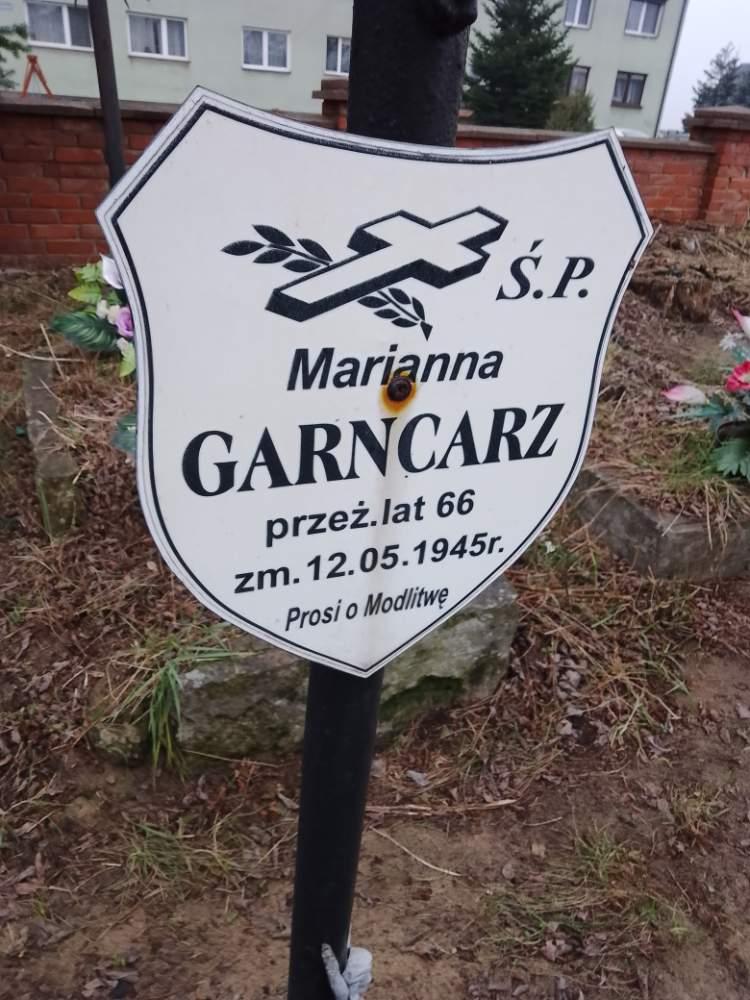 Ś.P.
Marianna
GARNCARZ
przeż.lat 66
zm.12.05.1945r.
Prosi o Modlitwę